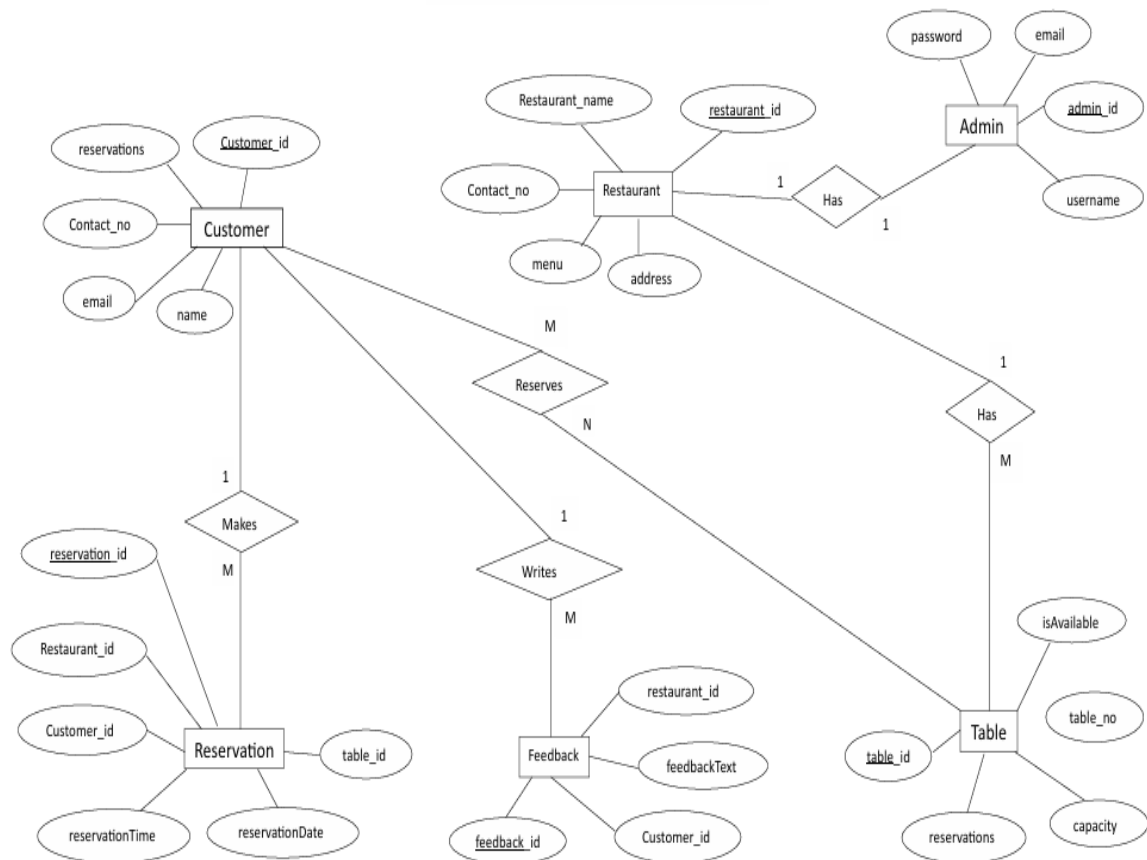 password
email
Restaurant_name
restaurant_id
admin_id
Admin
Customer_id
reservations
Contact_no
Restaurant
1
Has
username
Contact_no
Customer
1
menu
address
email
name
M
Reserves
1
Has
N
M
1
Makes
1
reservation_id
M
Writes
M
isAvailable
Restaurant_id
restaurant_id
table_no
Customer_id
Reservation
table_id
Feedback
feedbackText
table_id
Table
reservationTime
reservationDate
feedback_id
Customer_id
reservations
capacity